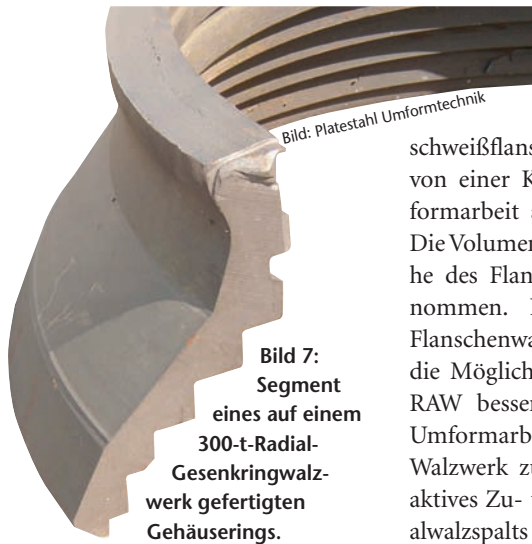 Bild: Platestahl Umformtechnik
Bild 7:
Segment
eines auf einem
300-t-Radial-
Gesenkringwalz-
werk gefertigten
Gehäuserings.
schweißflans
von einer K
formarbeit
Die Volumen
he des Flan
nommen.
Flanschenwa
die Möglich
RAW besser
Umformarb
Walzwerk zu
aktives Zu-
alwalzspalts